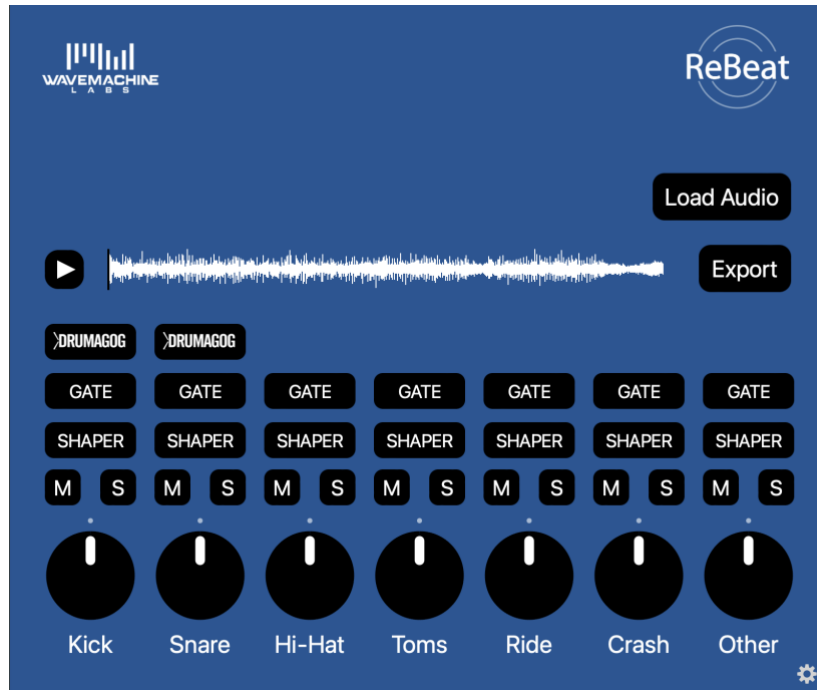 WAVEMACHINE
LABS
ReBeat
Load Audio
Export
DRUMAGOG DRUMAGOG
GATE GATE GATE GATE GATE GATE GATE
SHAPER SHAPER SHAPER SHAPER SHAPER SHAPER SHAPER
M S M S M S M S M S M S M S
Kick Snare Hi-Hat Toms Ride Crash Other